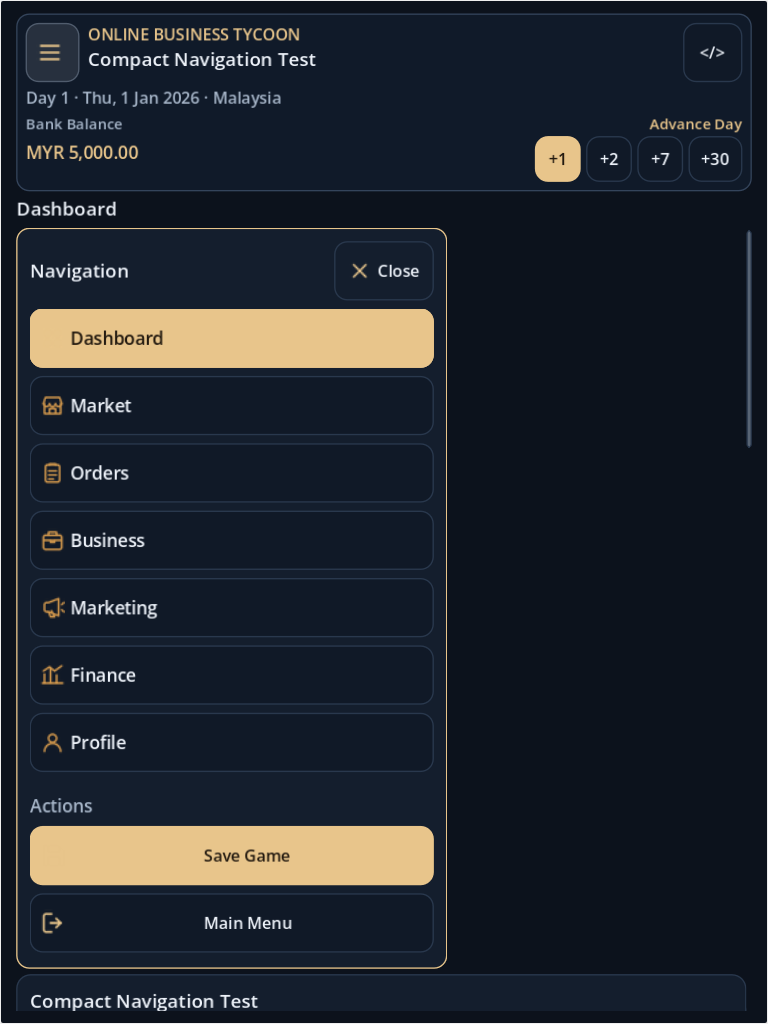 ONLINE BUSINESS TYCOON
Compact Navigation Test
</>
Day 1 · Thu, 1 Jan 2026 · Malaysia
Bank Balance
Advance Day
MYR 5,000.00
+1
+2
+7
+30
Dashboard
Navigation
Close
Dashboard
Market
Orders
Business
Marketing
Finance
Profile
Actions
Save Game
Main Menu
Compact Navigation Test